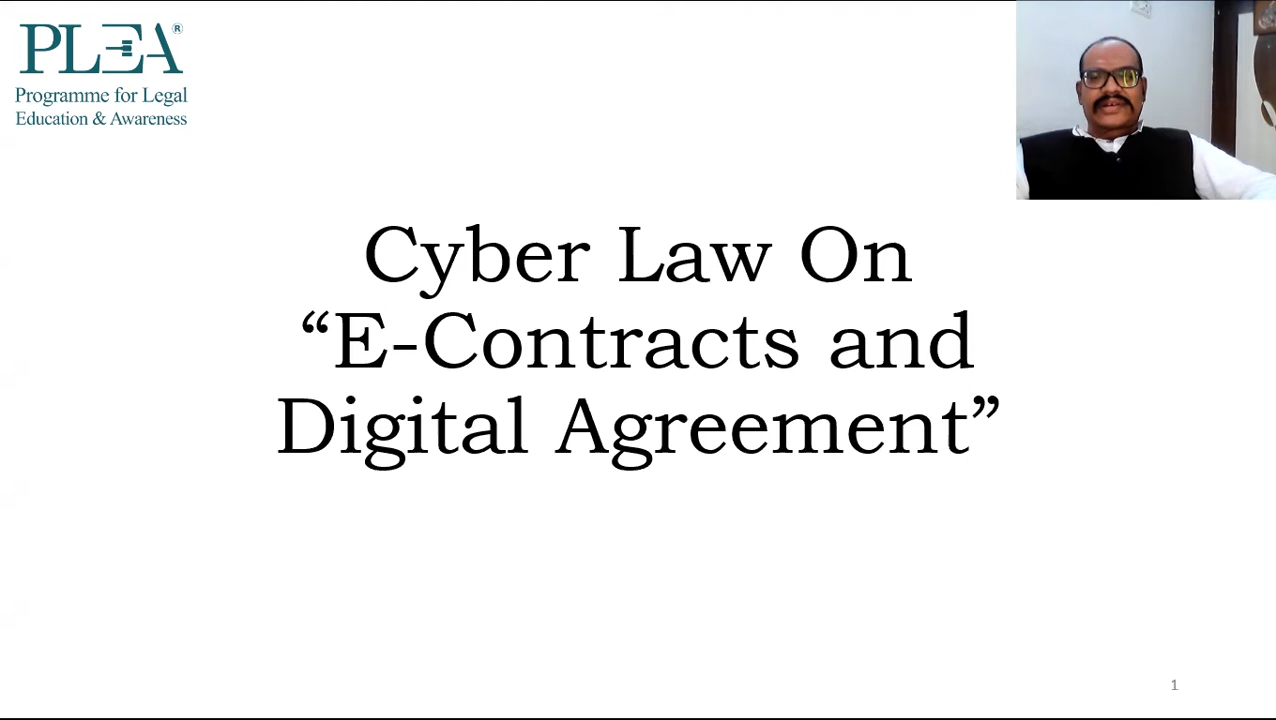 PLEA®
Programme for Legal
Education & Awareness
Cyber Law On
“E-Contracts and
Digital Agreement”
1